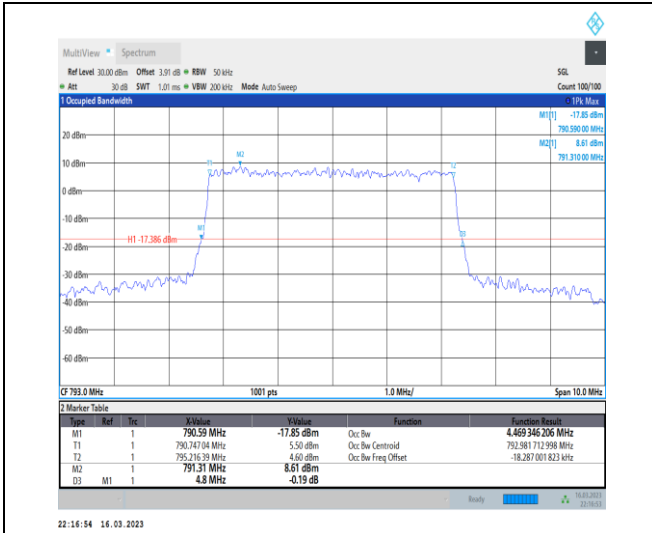 MultiView Spectrum
Ref Level 30.00 dBm Offset 3.91 dB RBW 50 kHz SGL
Att 30 dB SWT 1.01 ms VBW 200 kHz Mode Auto Sweep Count 100/100
1 Occupied Bandwidth 1Pk Max
M1[1] -17.85 dBm
790.590 00 MHz
M2[1] 8.61 dBm
791.310 00 MHz
20 dBm
10 dBm
0 dBm
-10 dBm
-20 dBm
-30 dBm
-40 dBm
-50 dBm
-60 dBm
T1
M2
T2
M1
D3
H1 -17.386 dBm
CF 793.0 MHz 1001 pts 1.0 MHz/ Span 10.0 MHz
2 Marker Table
Type Ref Trc X-Value Y-Value Function Function Result
M1 1 790.59 MHz -17.85 dBm Occ Bw 4.469 346 206 MHz
T1 1 790.747 04 MHz 5.50 dBm Occ Bw Centroid 792.981 712 998 MHz
T2 1 795.216 39 MHz 4.60 dBm Occ Bw Freq Offset -18.287 001 823 kHz
M2 1 791.31 MHz 8.61 dBm
D3 M1 1 4.8 MHz -0.19 dB
Ready 16.03.2023
22:16:53
22:16:54 16.03.2023